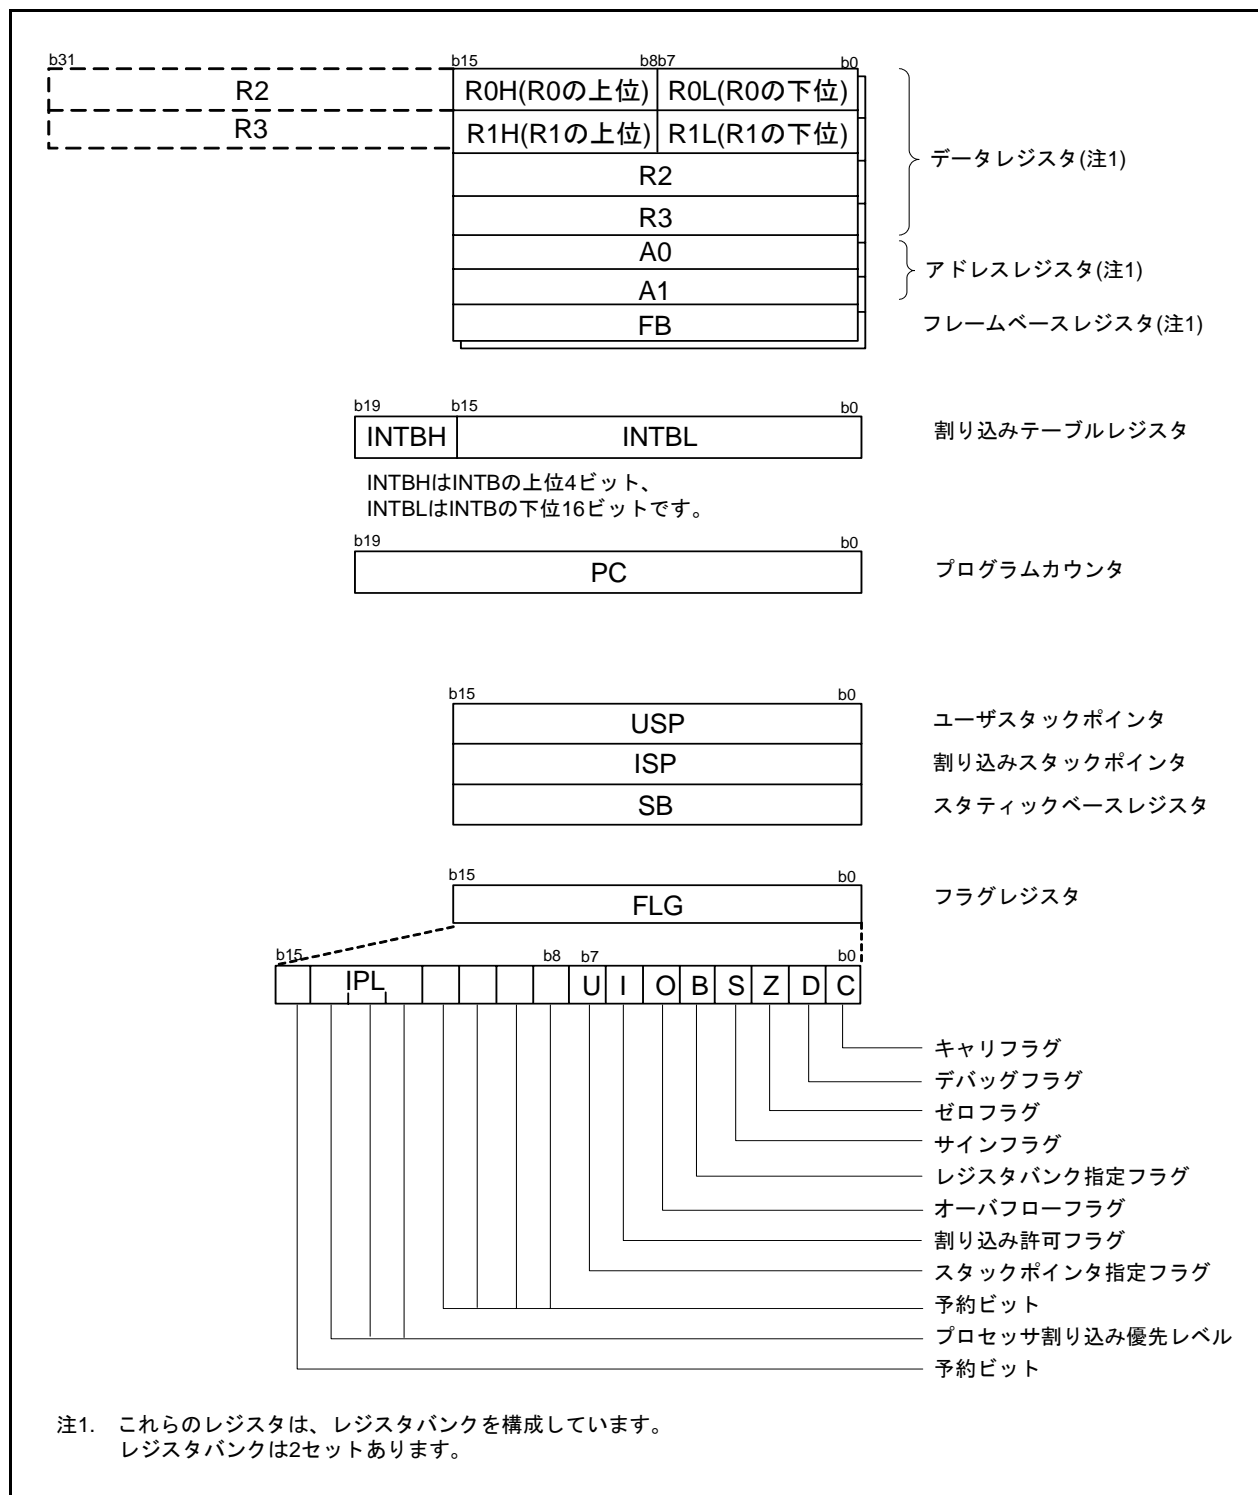 b31 b15 b8b7 b0
R2 R0H(R0の上位) R0L(R0の下位)
R3 R1H(R1の上位) R1L(R1の下位)
データレジスタ(注1)
R2
R3
A0
アドレスレジスタ(注1)
A1
FB フレームベースレジスタ(注1)
b19 b15 b0
INTBH INTBL 割り込みテーブルレジスタ
INTBHはINTBの上位4ビット、
INTBLはINTBの下位16ビットです。
b19 b0
PC プログラムカウンタ
b15 b0
USP ユーザスタックポインタ
ISP 割り込みスタックポインタ
SB スタティックベースレジスタ
b15 b0
FLG フラグレジスタ
b15 b8 b7 b0
IPL U I O B S Z D C
キャリフラグ
デバッグフラグ
ゼロフラグ
サインフラグ
レジスタバンク指定フラグ
オーバフローフラグ
割り込み許可フラグ
スタックポインタ指定フラグ
予約ビット
プロセッサ割り込み優先レベル
予約ビット
注1. これらのレジスタは、レジスタバンクを構成しています。
レジスタバンクは2セットあります。